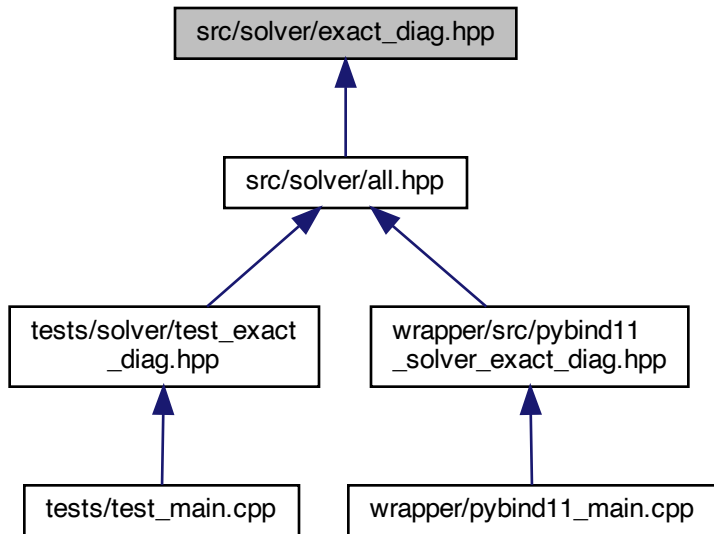 src/solver/exact_diag.hpp
src/solver/all.hpp
tests/solver/test_exact
_diag.hpp
wrapper/src/pybind11
_solver_exact_diag.hpp
tests/test_main.cpp
wrapper/pybind11_main.cpp